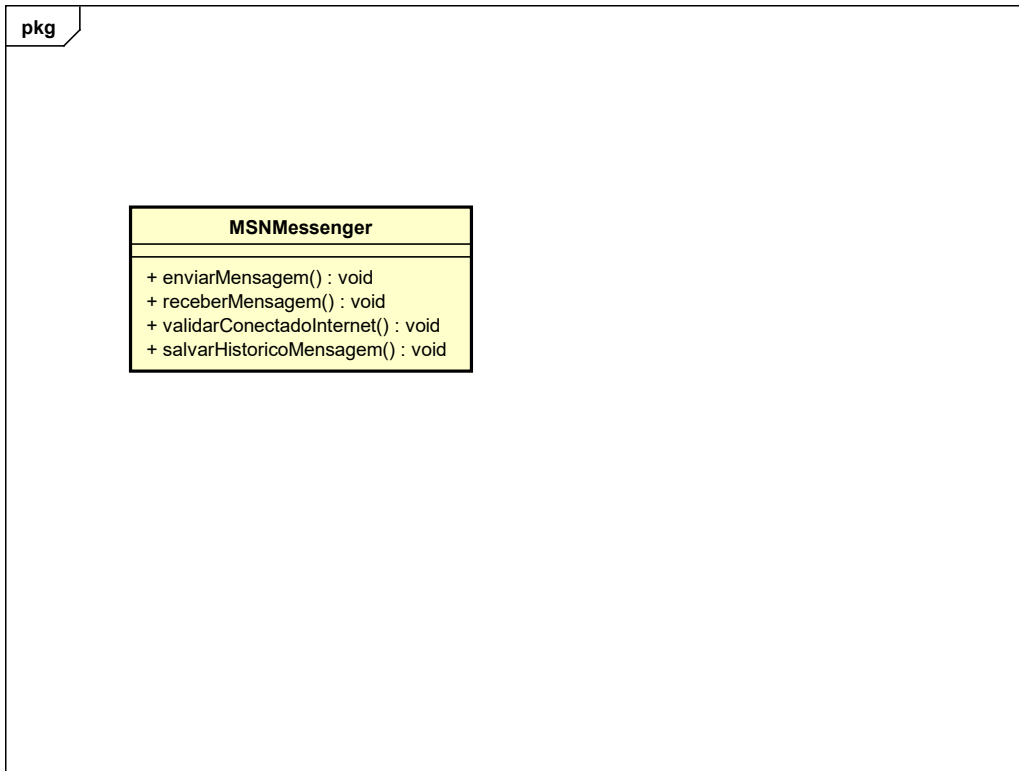 pkg
MSNMessenger
+ enviarMensagem() : void
+ receberMensagem() : void
+ validarConectadoInternet() : void
+ salvarHistoricoMensagem() : void